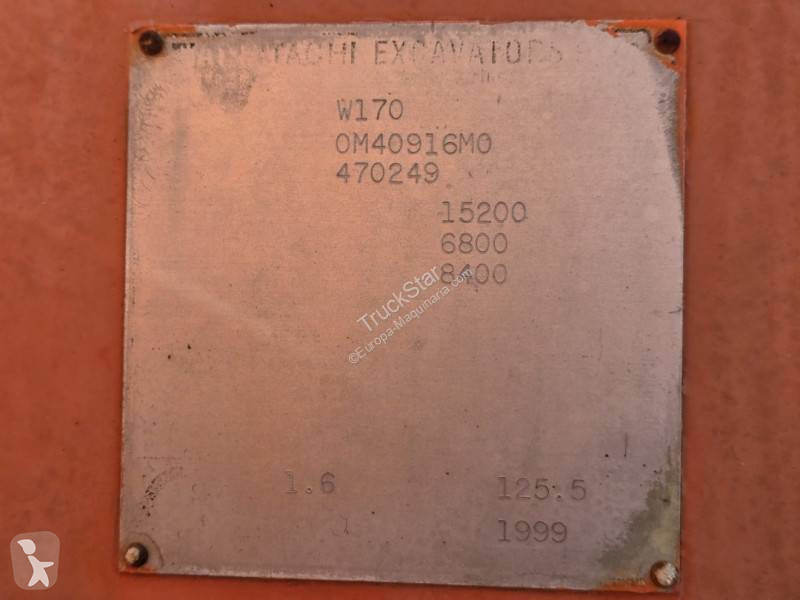 HITACHI EXCAVATORS
W170
0M40916M0
470249
15200
6800
8400
TruckStar
©Europa-Maquinaria.com
1.6
125.5
1999